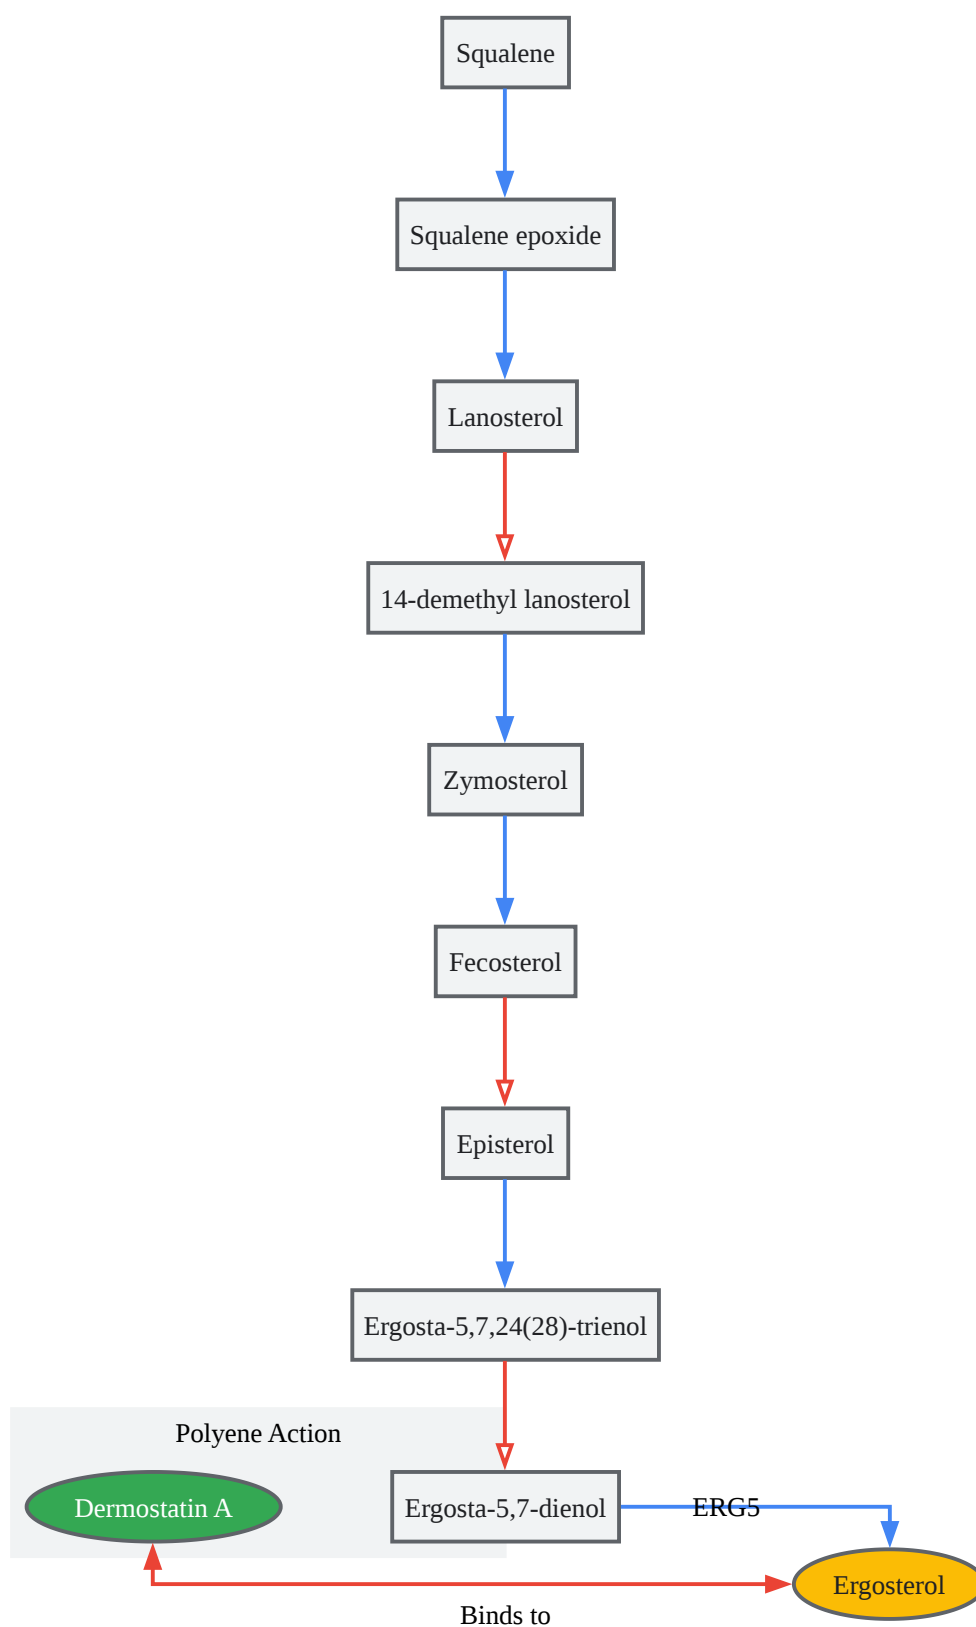 Squalene
Squalene epoxide
Lanosterol
14-demethyl lanosterol
Zymosterol
Fecosterol
Episterol
Ergosta-5,7,24(28)-trienol
Polyene Action
Dermostatin A
Ergosta-5,7-dienol
ERG5
Ergosterol
Binds to